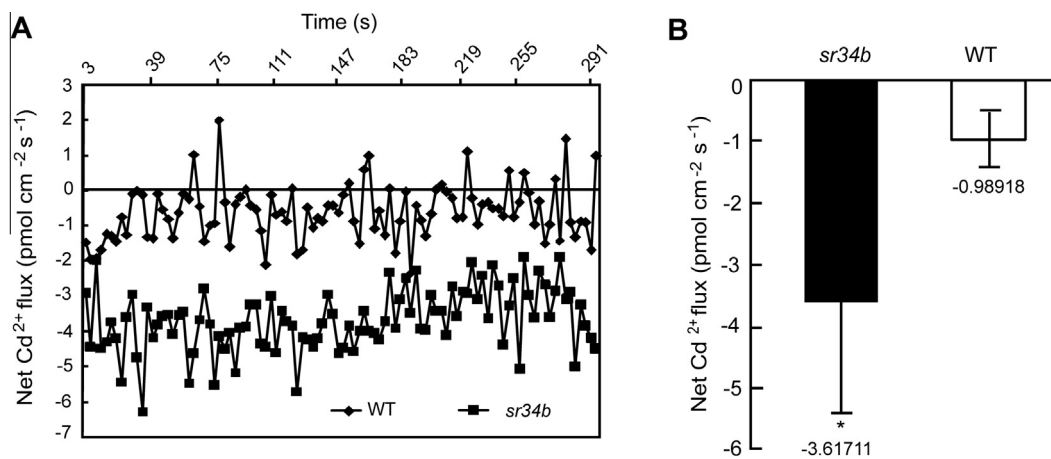 A
Time (s)
3 39 75 111 147 183 219 255 291
Net Cd²⁺ flux (pmol cm⁻² s⁻¹)
3
2
1
0
-1
-2
-3
-4
-5
-6
-7
WT
sr34b
B
sr34b WT
Net Cd ²⁺ flux (pmol cm⁻² s⁻¹)
0
-1
-2
-3
-4
-5
-6
-0.98918
*
-3.61711